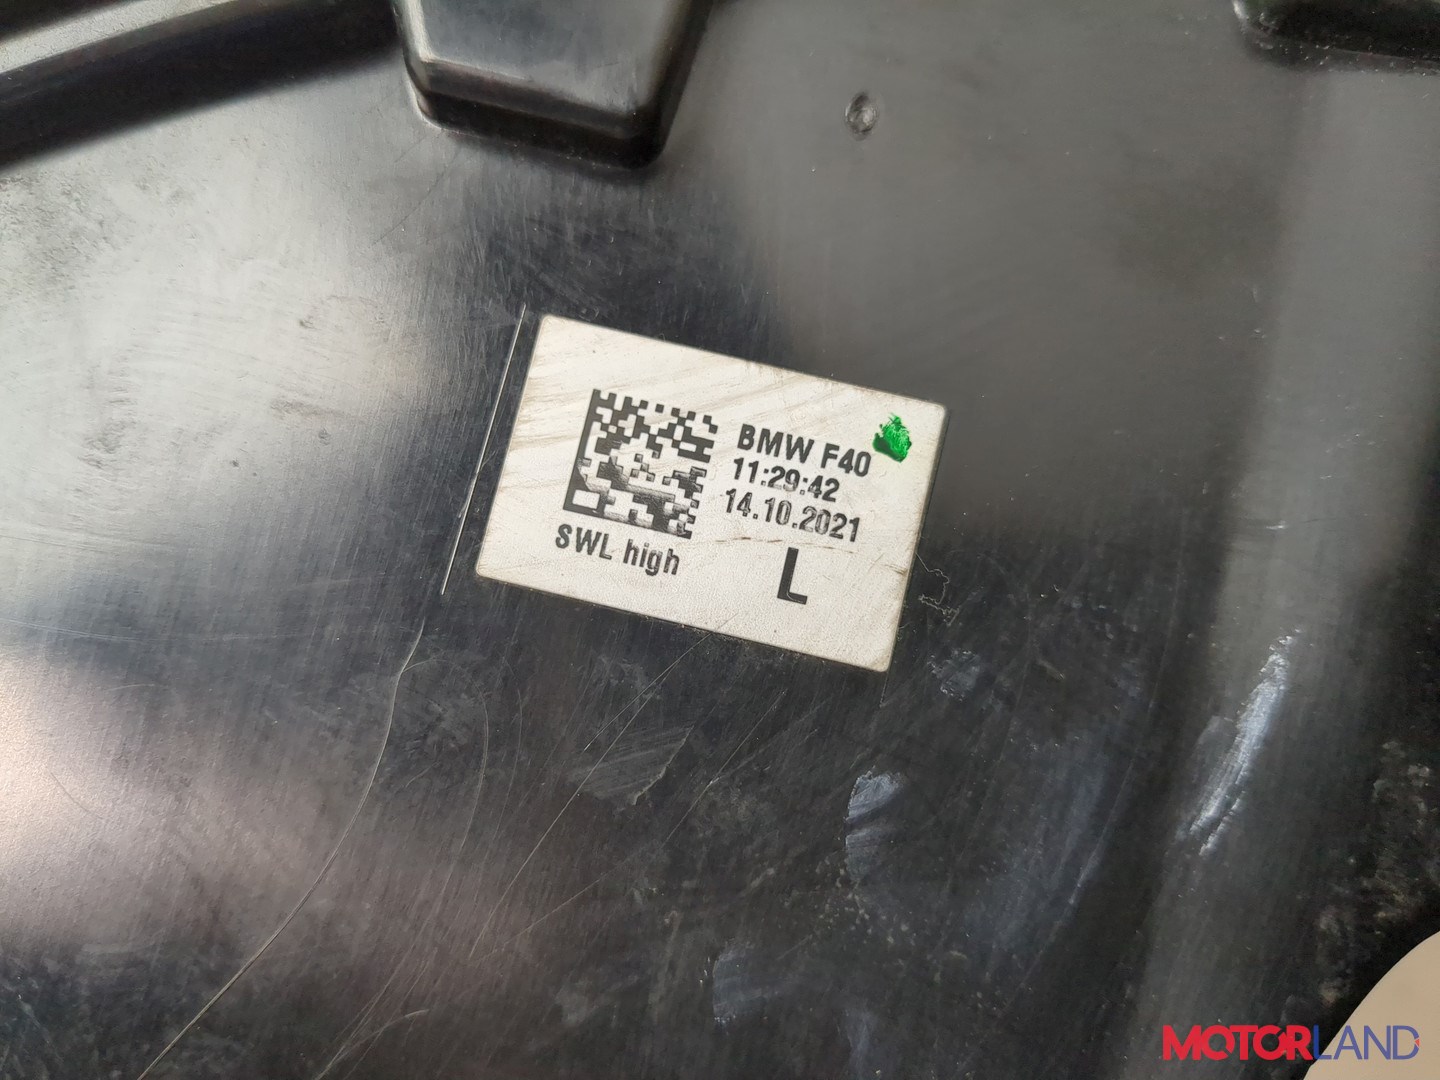 BMW F40
11:29:42
14.10.2021
SWL high
L
MOTORLAND